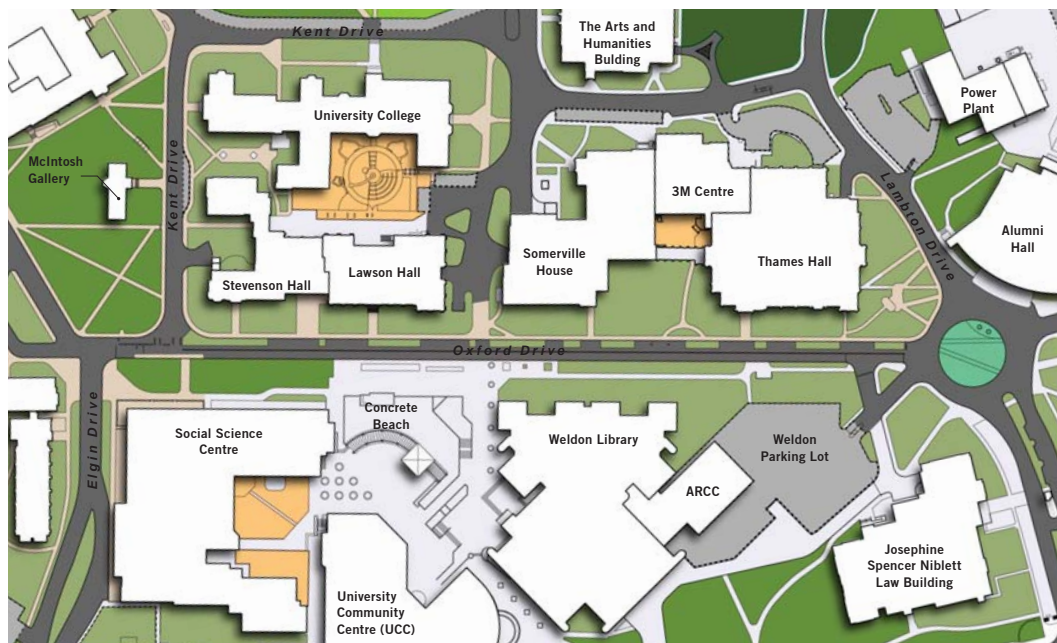 Kent Drive
The Arts and
Humanities
Bulding
Power
Plant
University College
McIntosh
Gallery
Kent Drive
3M Centre
Lambton Drive
Alumni
Hall
Somerville
House
Thames Hall
Lawson Hall
Stevenson Hall
Oxford Drive
Elgin Drive
Concrete
Beach
Social Science
Centre
Weldon Library
Weldon
Parking Lot
ARCC
Josephine
Spencer Niblett
Law Building
University
Community
Centre (UCC)